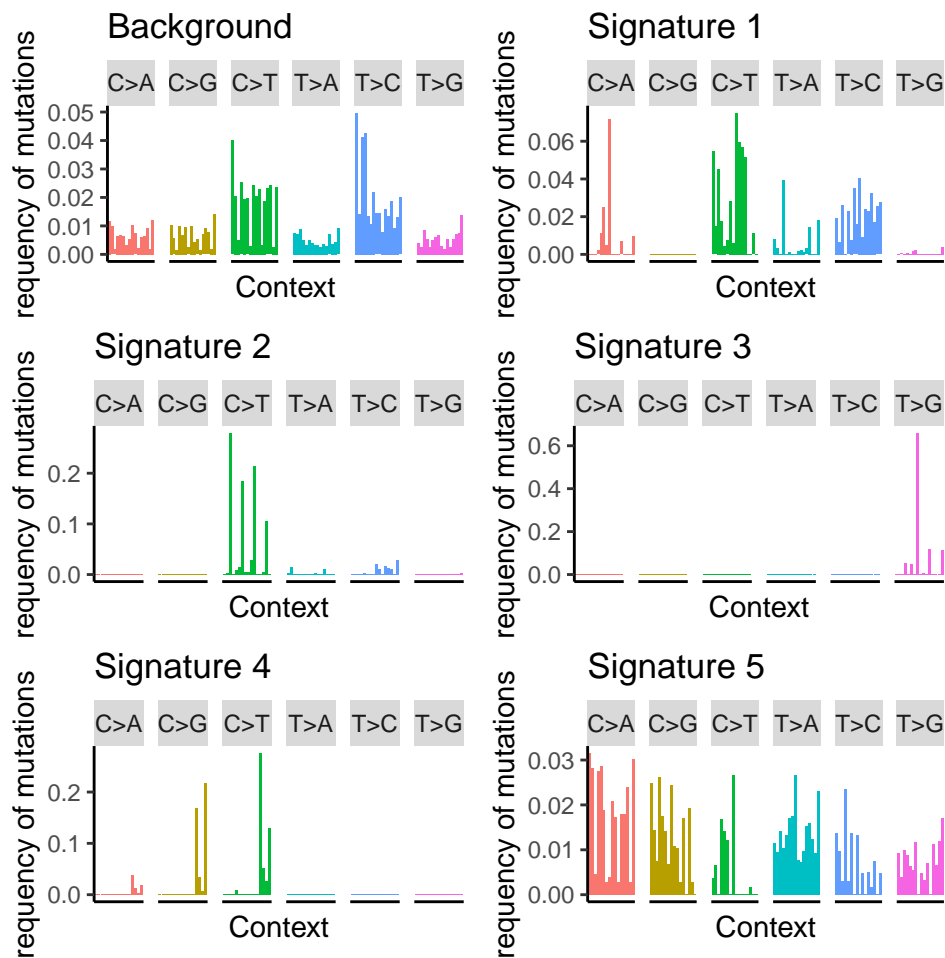 Background
C>A C>G C>T T>A T>C T>G
requency of mutations
0.05
0.04
0.03
0.02
0.01
0.00
Context
Signature 1
C>A C>G C>T T>A T>C T>G
requency of mutations
0.06
0.04
0.02
0.00
Context
Signature 2
C>A C>G C>T T>A T>C T>G
requency of mutations
0.2
0.1
0.0
Context
Signature 3
C>A C>G C>T T>A T>C T>G
requency of mutations
0.6
0.4
0.2
0.0
Context
Signature 4
C>A C>G C>T T>A T>C T>G
requency of mutations
0.2
0.1
0.0
Context
Signature 5
C>A C>G C>T T>A T>C T>G
requency of mutations
0.03
0.02
0.01
0.00
Context